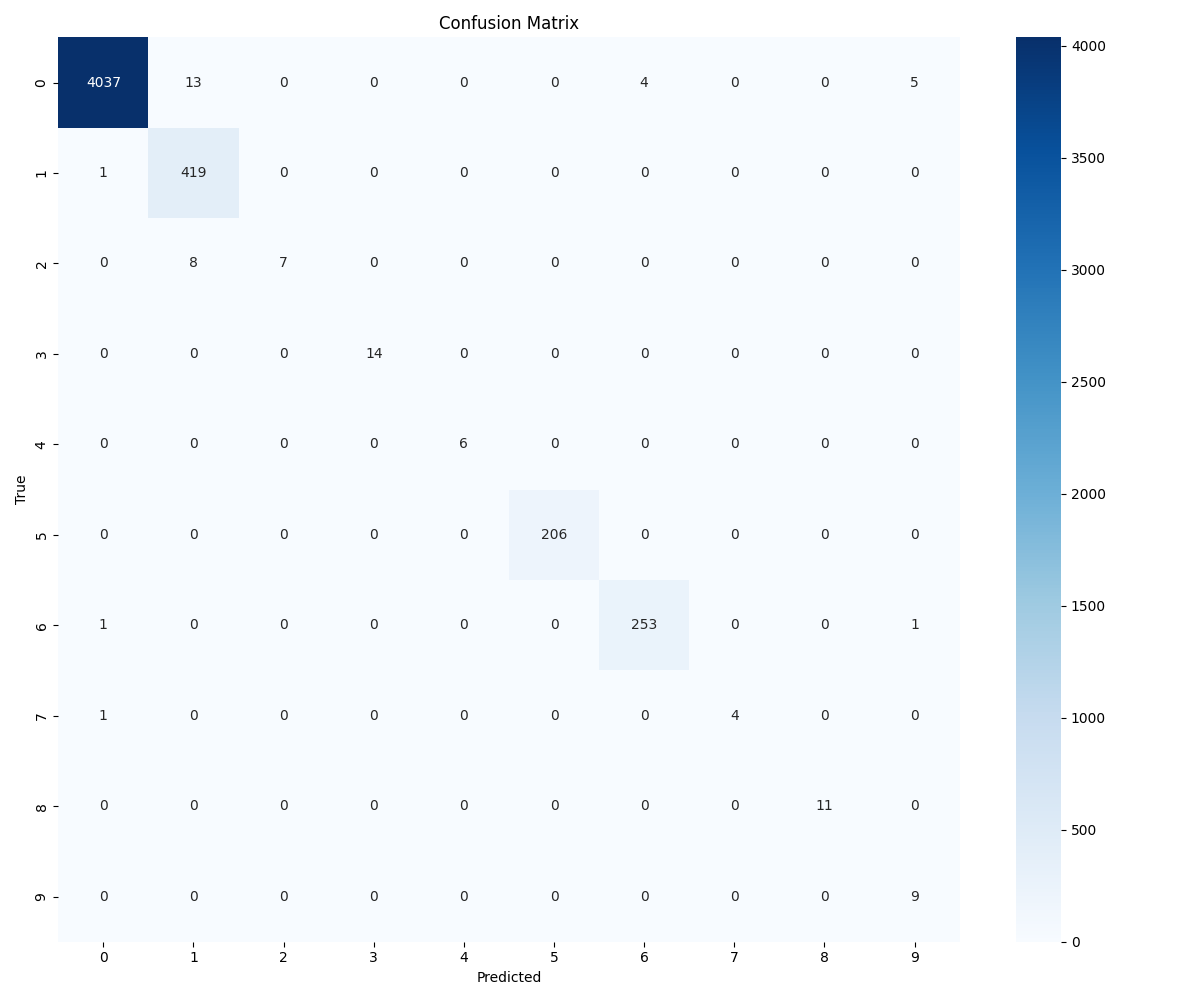 Confusion Matrix
0 4037 13 0 0 0 0 4 0 0 5
1 1 419 0 0 0 0 0 0 0 0
2 0 8 7 0 0 0 0 0 0 0
3 0 0 0 14 0 0 0 0 0 0
4 0 0 0 0 6 0 0 0 0 0
5 0 0 0 0 0 206 0 0 0 0
6 1 0 0 0 0 0 253 0 0 1
7 1 0 0 0 0 0 0 4 0 0
8 0 0 0 0 0 0 0 0 11 0
9 0 0 0 0 0 0 0 0 0 9
0 1 2 3 4 5 6 7 8 9
Predicted
True
4000
3500
3000
2500
2000
1500
1000
500
0